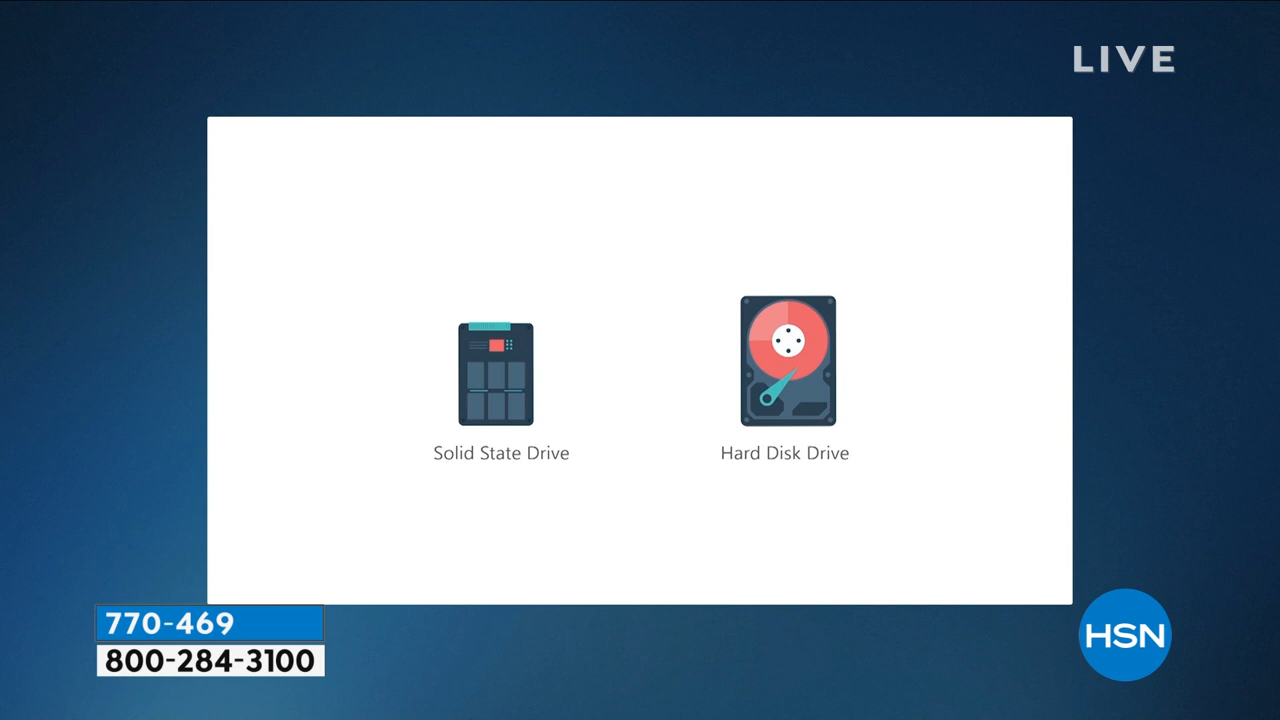 LIVE
Solid State Drive
Hard Disk Drive
770-469
800-284-3100
HSN